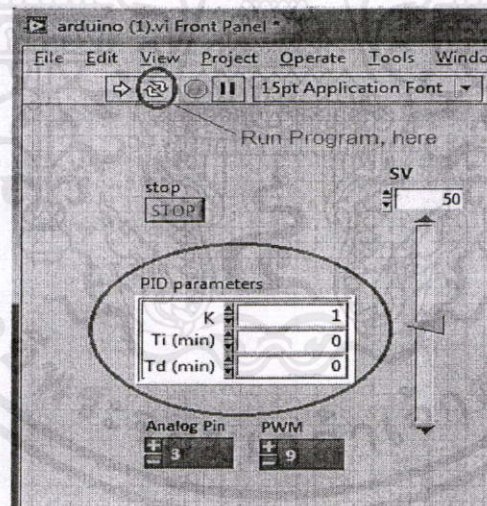 arduino (1).vi Front Panel *
File Edit View Project Operate Tools Windo
15pt Application Font
Run Program, here
stop
STOP
SV
50
PID parameters
K 1
Ti (min) 0
Td (min) 0
Analog Pin PWM
3 9